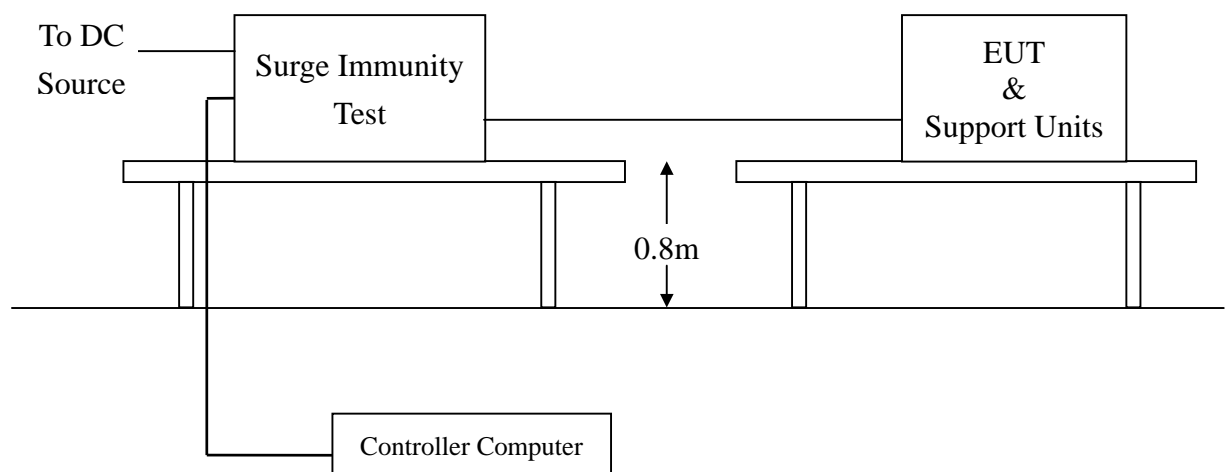 To DC
Source
Surge Immunity
Test
EUT
&
Support Units
0.8m
Controller Computer